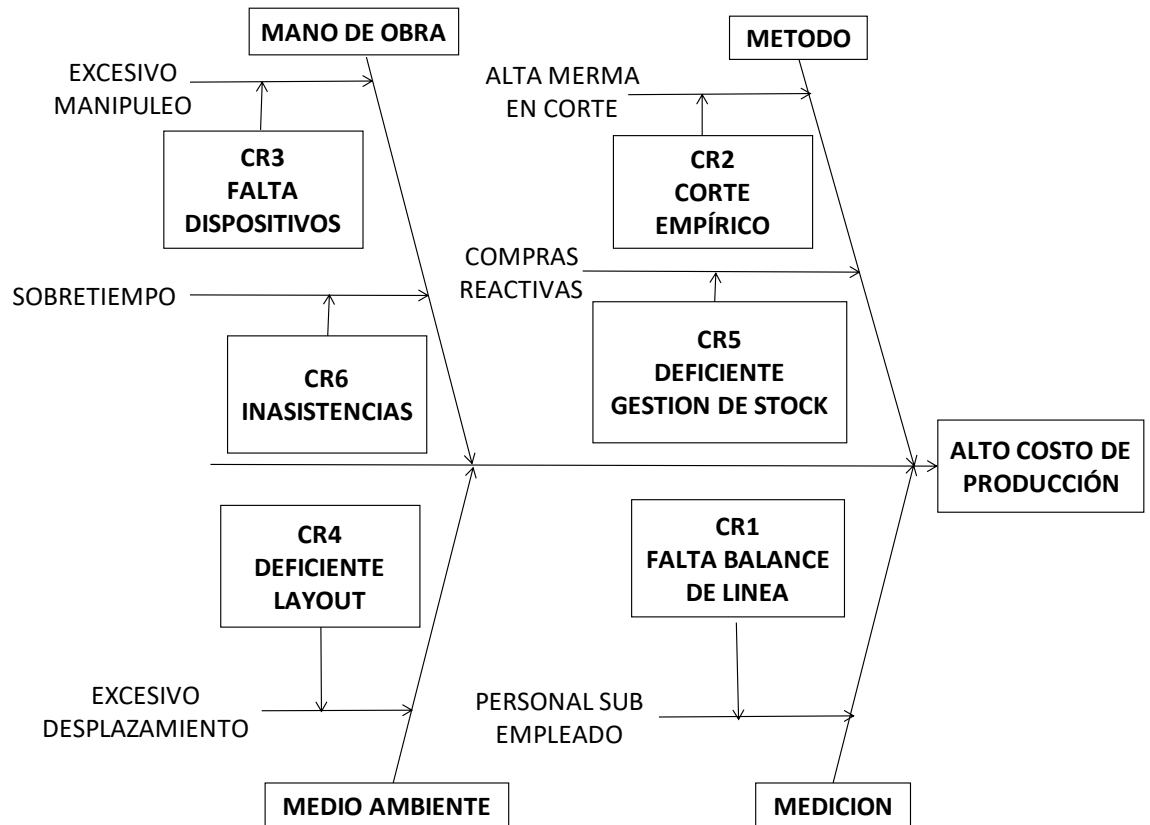 MANO DE OBRA
METODO
EXCESIVO
MANIPULEO
ALTA MERMA
EN CORTE
CR3
FALTA
DISPOSITIVOS
CR2
CORTE
EMPÍRICO
SOBRETIEMPO
COMPRAS
REACTIVAS
CR6
INASISTENCIAS
CR5
DEFICIENTE
GESTION DE STOCK
ALTO COSTO DE
PRODUCCIÓN
CR4
DEFICIENTE
LAYOUT
CR1
FALTA BALANCE
DE LINEA
EXCESIVO
DESPLAZAMIENTO
PERSONAL SUB
EMPLEADO
MEDIO AMBIENTE
MEDICION